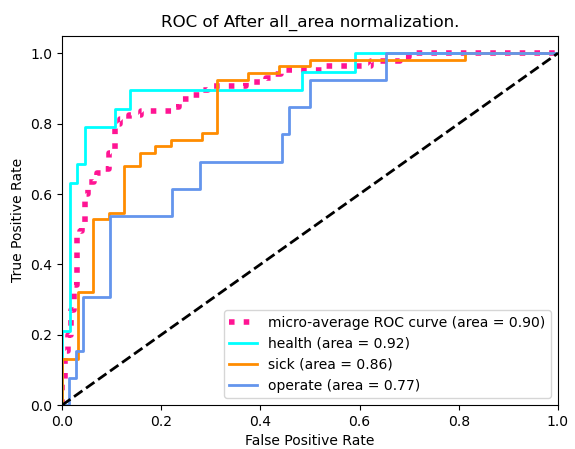 ROC of After all_area normalization.
True Positive Rate
1.0
0.8
0.6
0.4
0.2
0.0
micro-average ROC curve (area = 0.90)
health (area = 0.92)
sick (area = 0.86)
operate (area = 0.77)
0.0 0.2 0.4 0.6 0.8 1.0
False Positive Rate